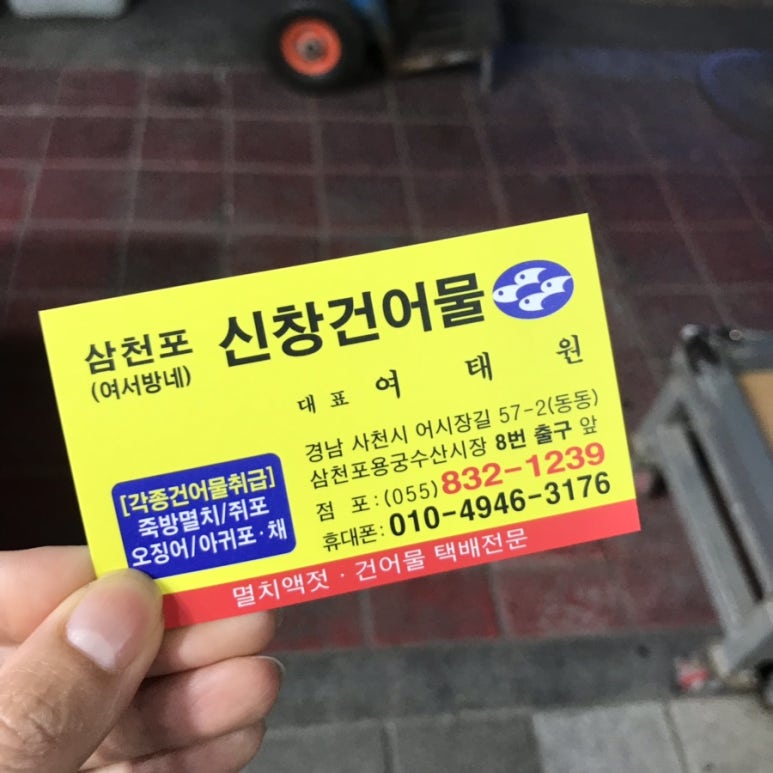 삼천포 신창건어물
(여서방네)
대표 여태원
경남 사천시 어시장길 57-2(동동)
삼천포용궁수산시장 8번 출구 앞
점 포:(055)832-1239
휴대폰:010-4946-3176
[각종건어물취급]
죽방멸치/쥐포
오징어/아귀포·채
멸치액젓·건어물 택배전문